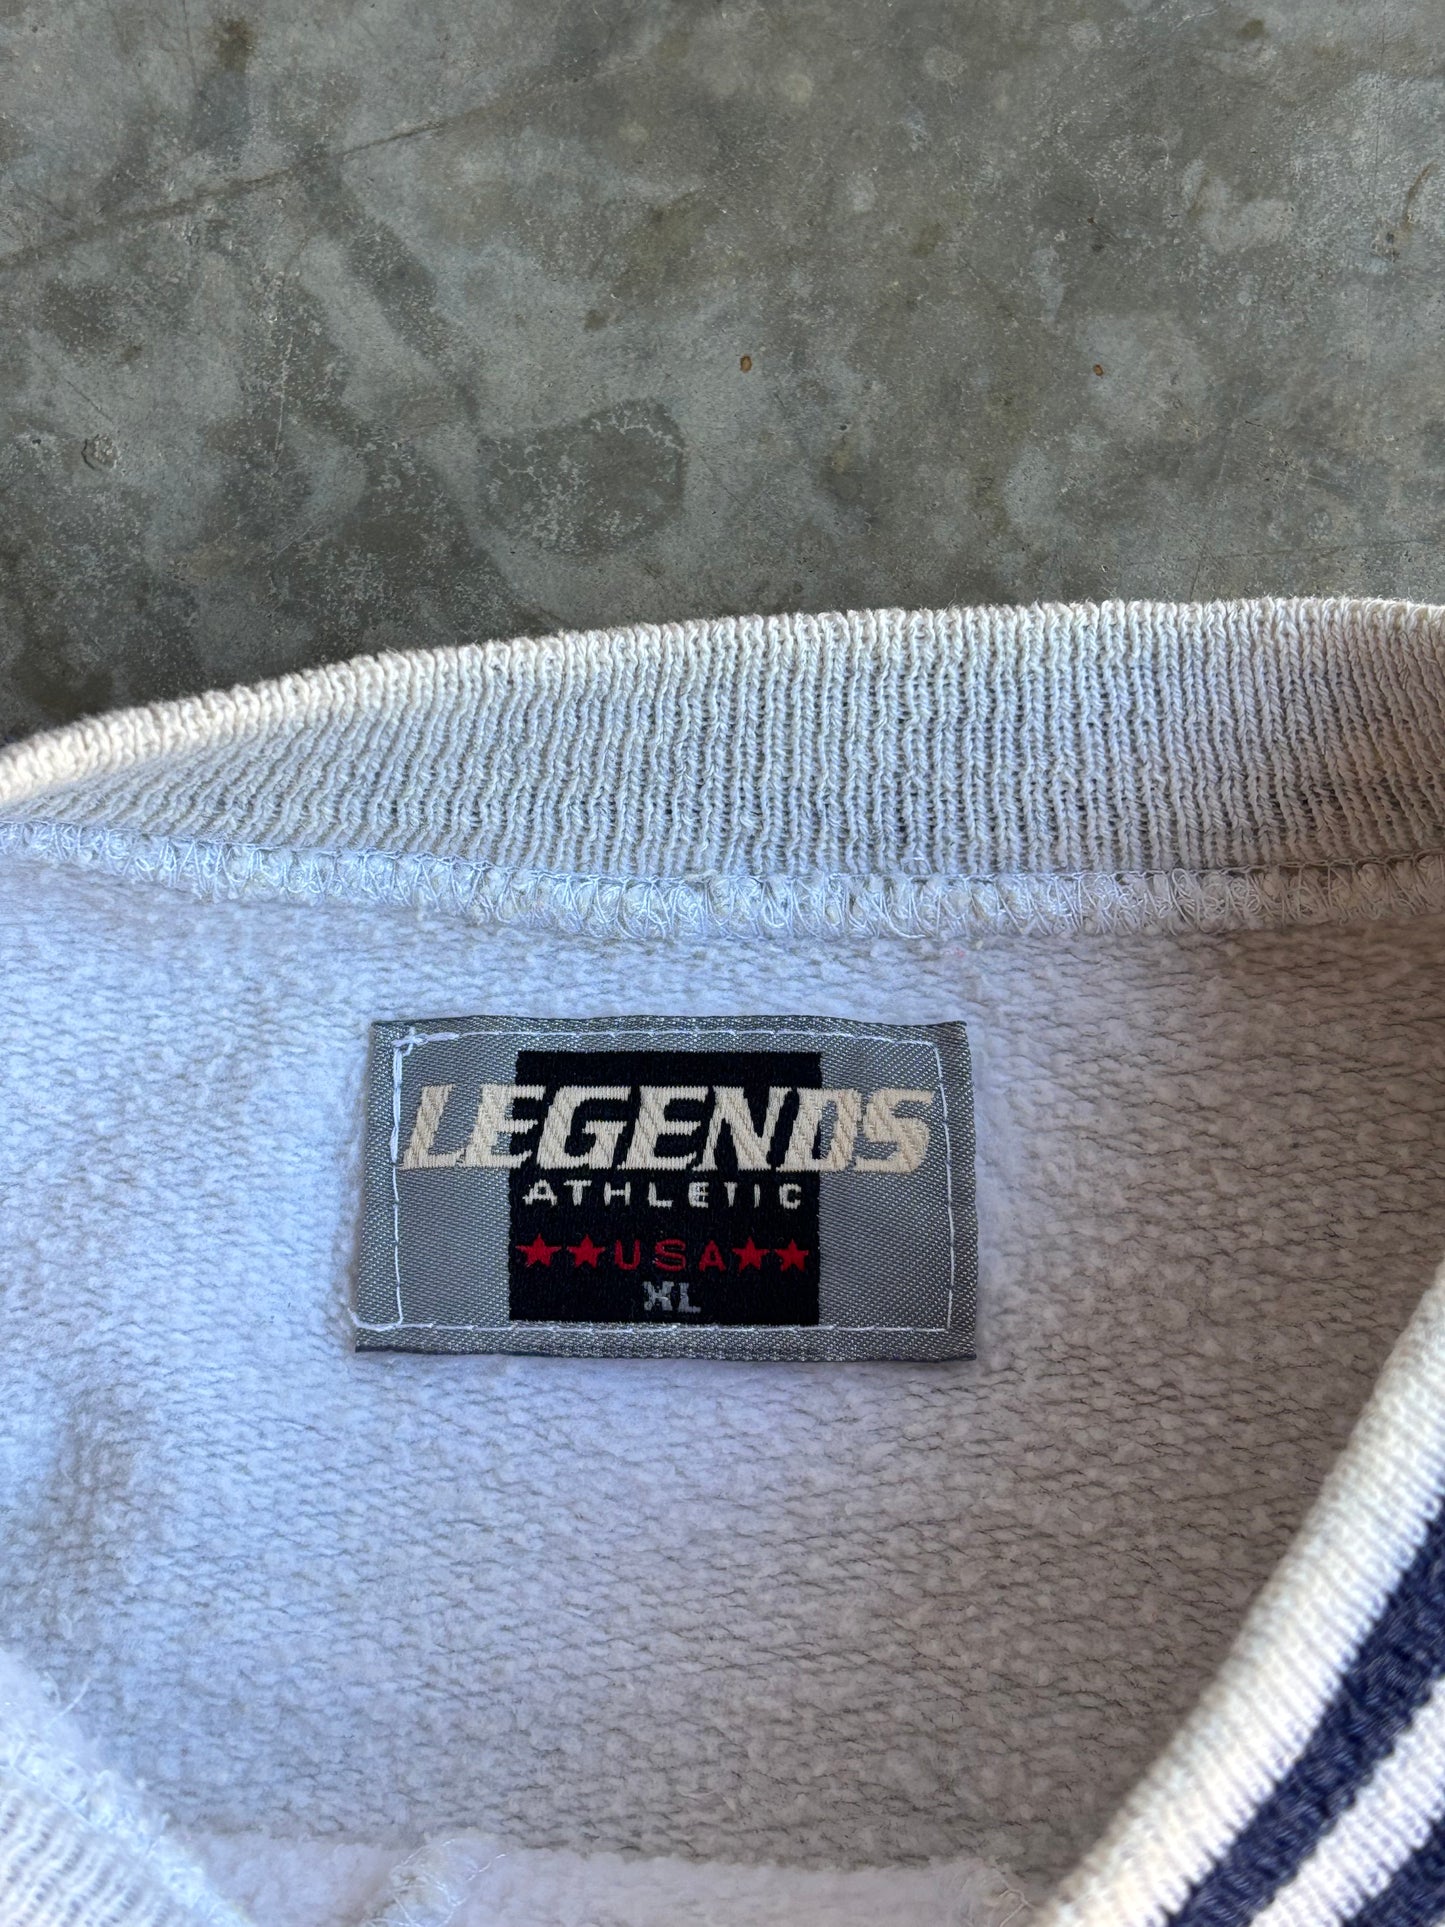 LEGENDS
ATHLETIC
★★USA★★
XL